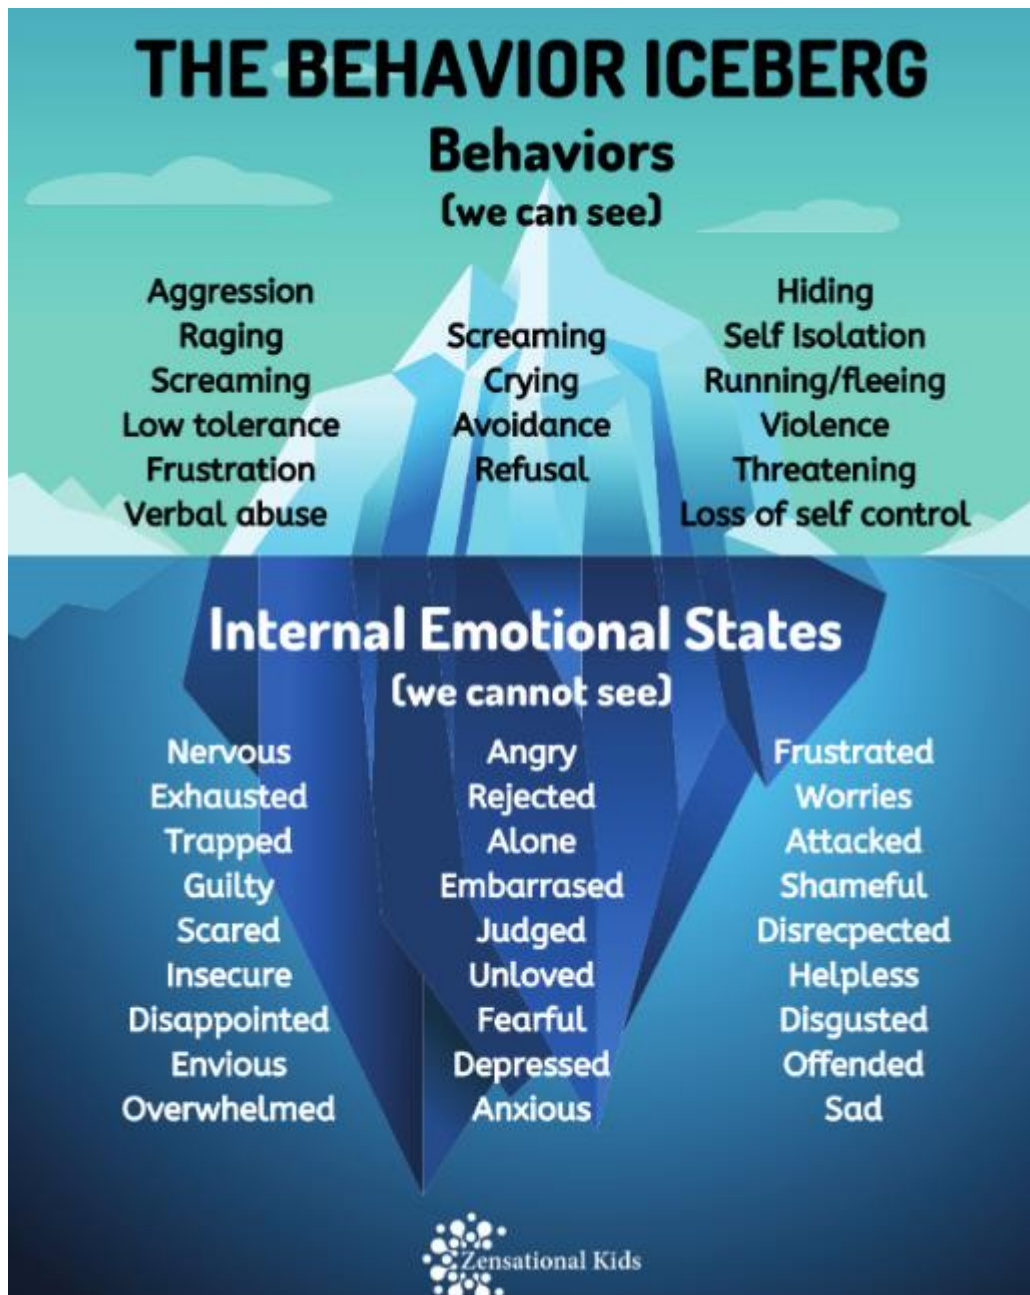 THE BEHAVIOR ICEBERG
Behaviors
(we can see)
Aggression
Raging
Screaming
Low tolerance
Frustration
Verbal abuse
Screaming
Crying
Avoidance
Refusal
Hiding
Self Isolation
Running/fleeing
Violence
Threatening
Loss of self control
Internal Emotional States
(we cannot see)
Nervous
Exhausted
Trapped
Guilty
Scared
Insecure
Disappointed
Envious
Overwhelmed
Angry
Rejected
Alone
Embarrased
Judged
Unloved
Fearful
Depressed
Anxious
Frustrated
Worries
Attacked
Shameful
Disrecpected
Helpless
Disgusted
Offended
Sad
Zensational Kids